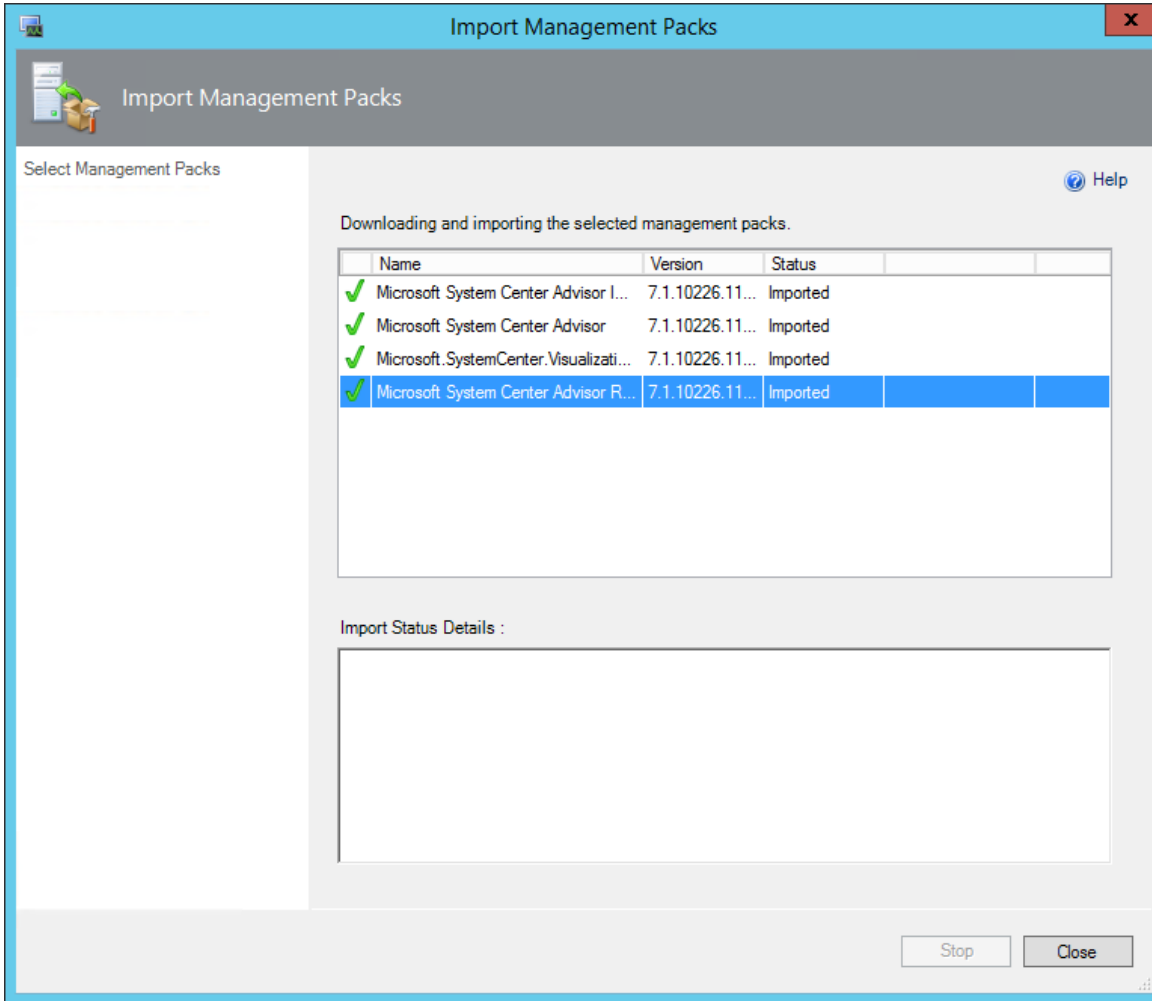 Import Management Packs
x
Import Management Packs
Select Management Packs
Help
Downloading and importing the selected management packs.
Name Version Status
Microsoft System Center Advisor I... 7.1.10226.11... Imported
Microsoft System Center Advisor 7.1.10226.11... Imported
Microsoft.SystemCenter.Visualizati... 7.1.10226.11... Imported
Microsoft System Center Advisor R... 7.1.10226.11... Imported
Import Status Details :
Stop Close